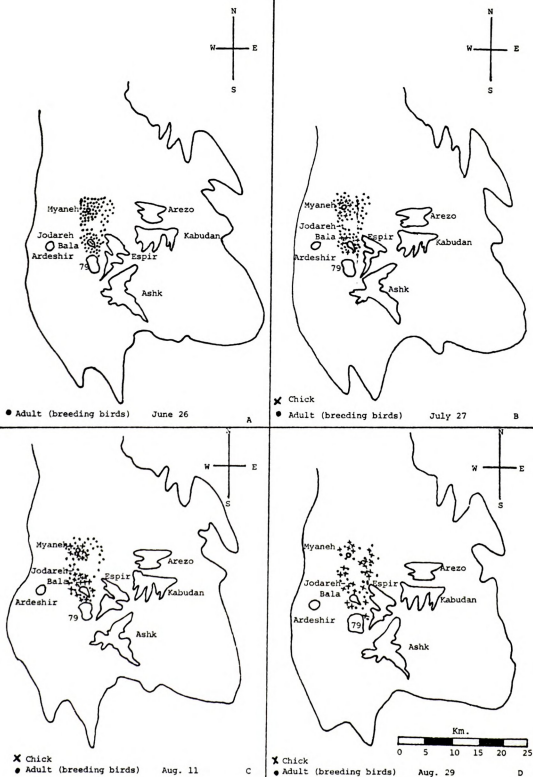 N
W E
S
Myaneh
Arezo
Jodareh
Kabudan
Bala
Espir
Ardeshir
79
Ashk
Adult (breeding birds) June 26 A
N
W E
S
Myaneh
Arezo
Jodareh
Kabudan
Bala
Espir
Ardeshir
79
Ashk
Chick
Adult (breeding birds) July 27 B
N
W E
S
Myaneh
Arezo
Jodareh
Espir
Bala
Kabudan
Ardeshir
79
Ashk
Chick
Adult (breeding birds) Aug. 11 C
N
W E
S
Myaneh
Arezo
Jodareh
Espir
Bala
Kabudan
Ardeshir
79
Ashk
Km.
0 5 10 15 20 25
Chick
Adult (breeding birds) Aug. 29 D